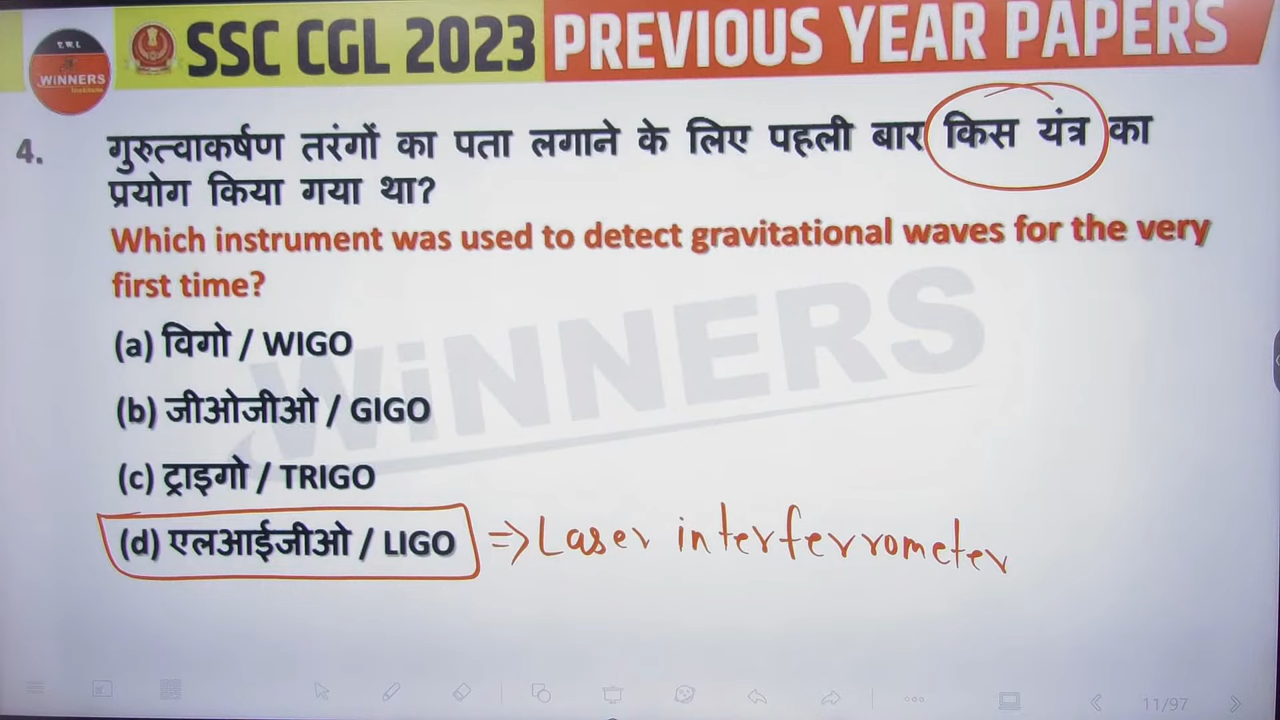 P.W.L
WiNNERS
Institute
SSC CGL 2023 PREVIOUS YEAR PAPERS
4. गुरुत्वाकर्षण तरंगों का पता लगाने के लिए पहली बार किस यंत्र का
प्रयोग किया गया था?
Which instrument was used to detect gravitational waves for the very
first time?
WiNNERS
(a) विगो / WIGO
(b) जीओजीओ / GIGO
(c) ट्राइगो / TRIGO
(d) एलआईजीओ / LIGO => Laser interferrometer
11/97